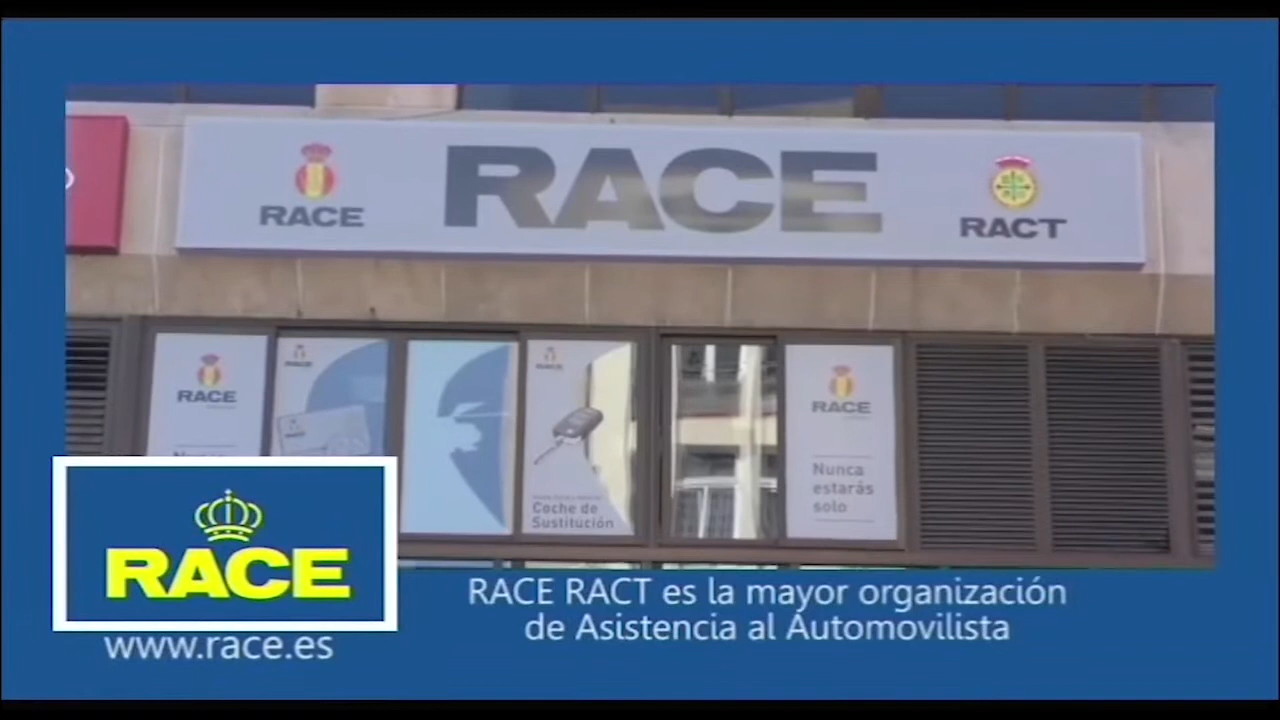 RACE
RACE
RACT
RACE
RACE
RACE
RACE
Nunca
estarás
solo
Coche de
Sustitución
RACE
www.race.es
RACE RACT es la mayor organización
de Asistencia al Automovilista